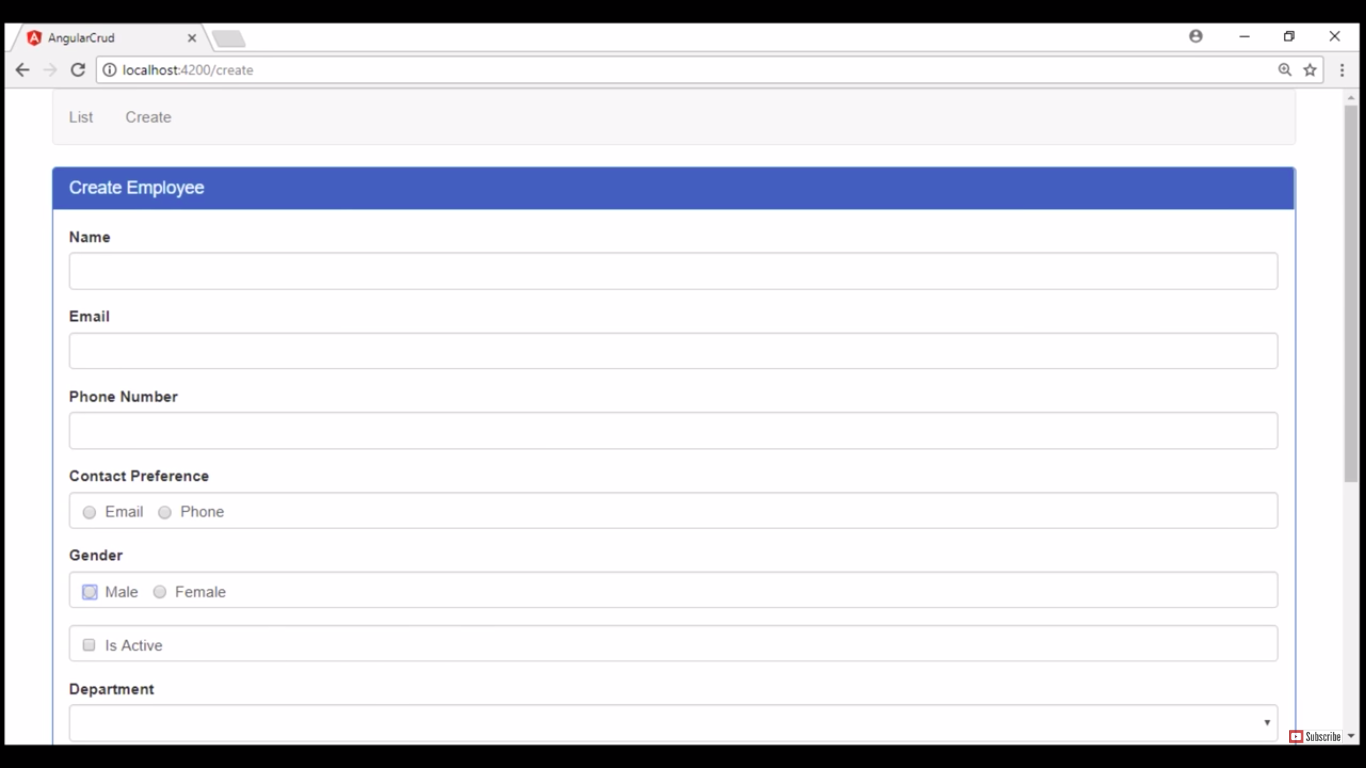 AngularCrud
localhost:4200/create
List Create
Create Employee
Name
Email
Phone Number
Contact Preference
Email Phone
Gender
Male Female
Is Active
Department
Subscribe